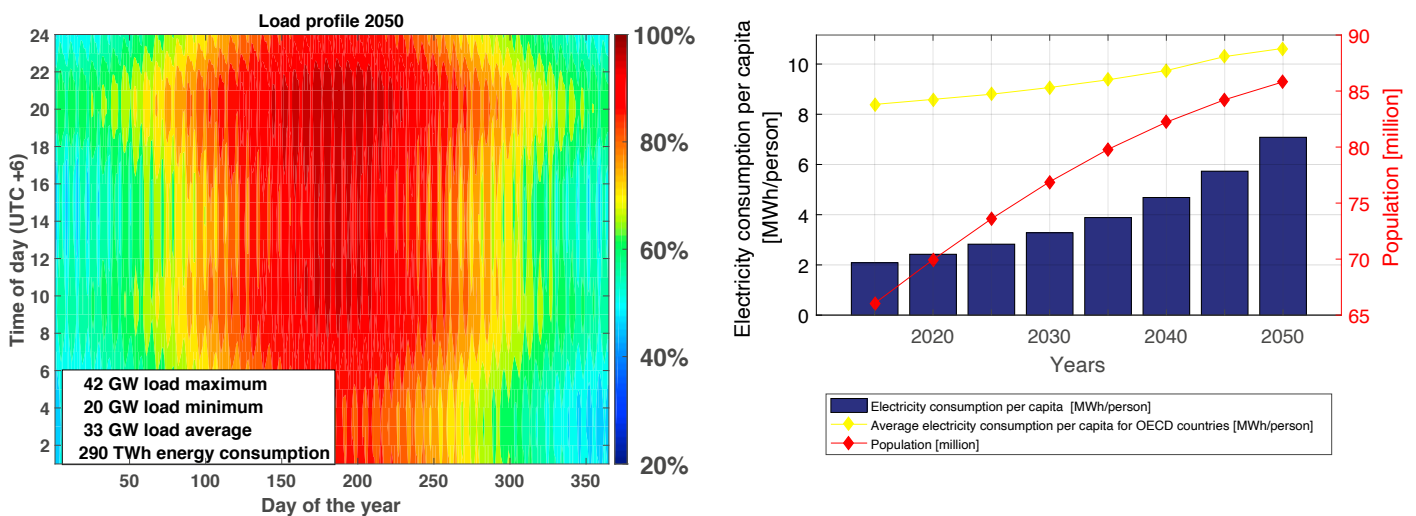 Load profile 2050
24
22
20
18
16
14
12
10
8
6
4
2
Time of day (UTC +6)
50
100
150
200
250
300
350
Day of the year
42 GW load maximum
20 GW load minimum
33 GW load average
290 TWh energy consumption
100%
80%
60%
40%
20%
Electricity consumption per capita
[MWh/person]
10
8
6
4
2
0
2020
2030
2040
2050
Years
90
85
80
75
70
65
Population [million]
Electricity consumption per capita [MWh/person]
Average electricity consumption per capita for OECD countries [MWh/person]
Population [million]